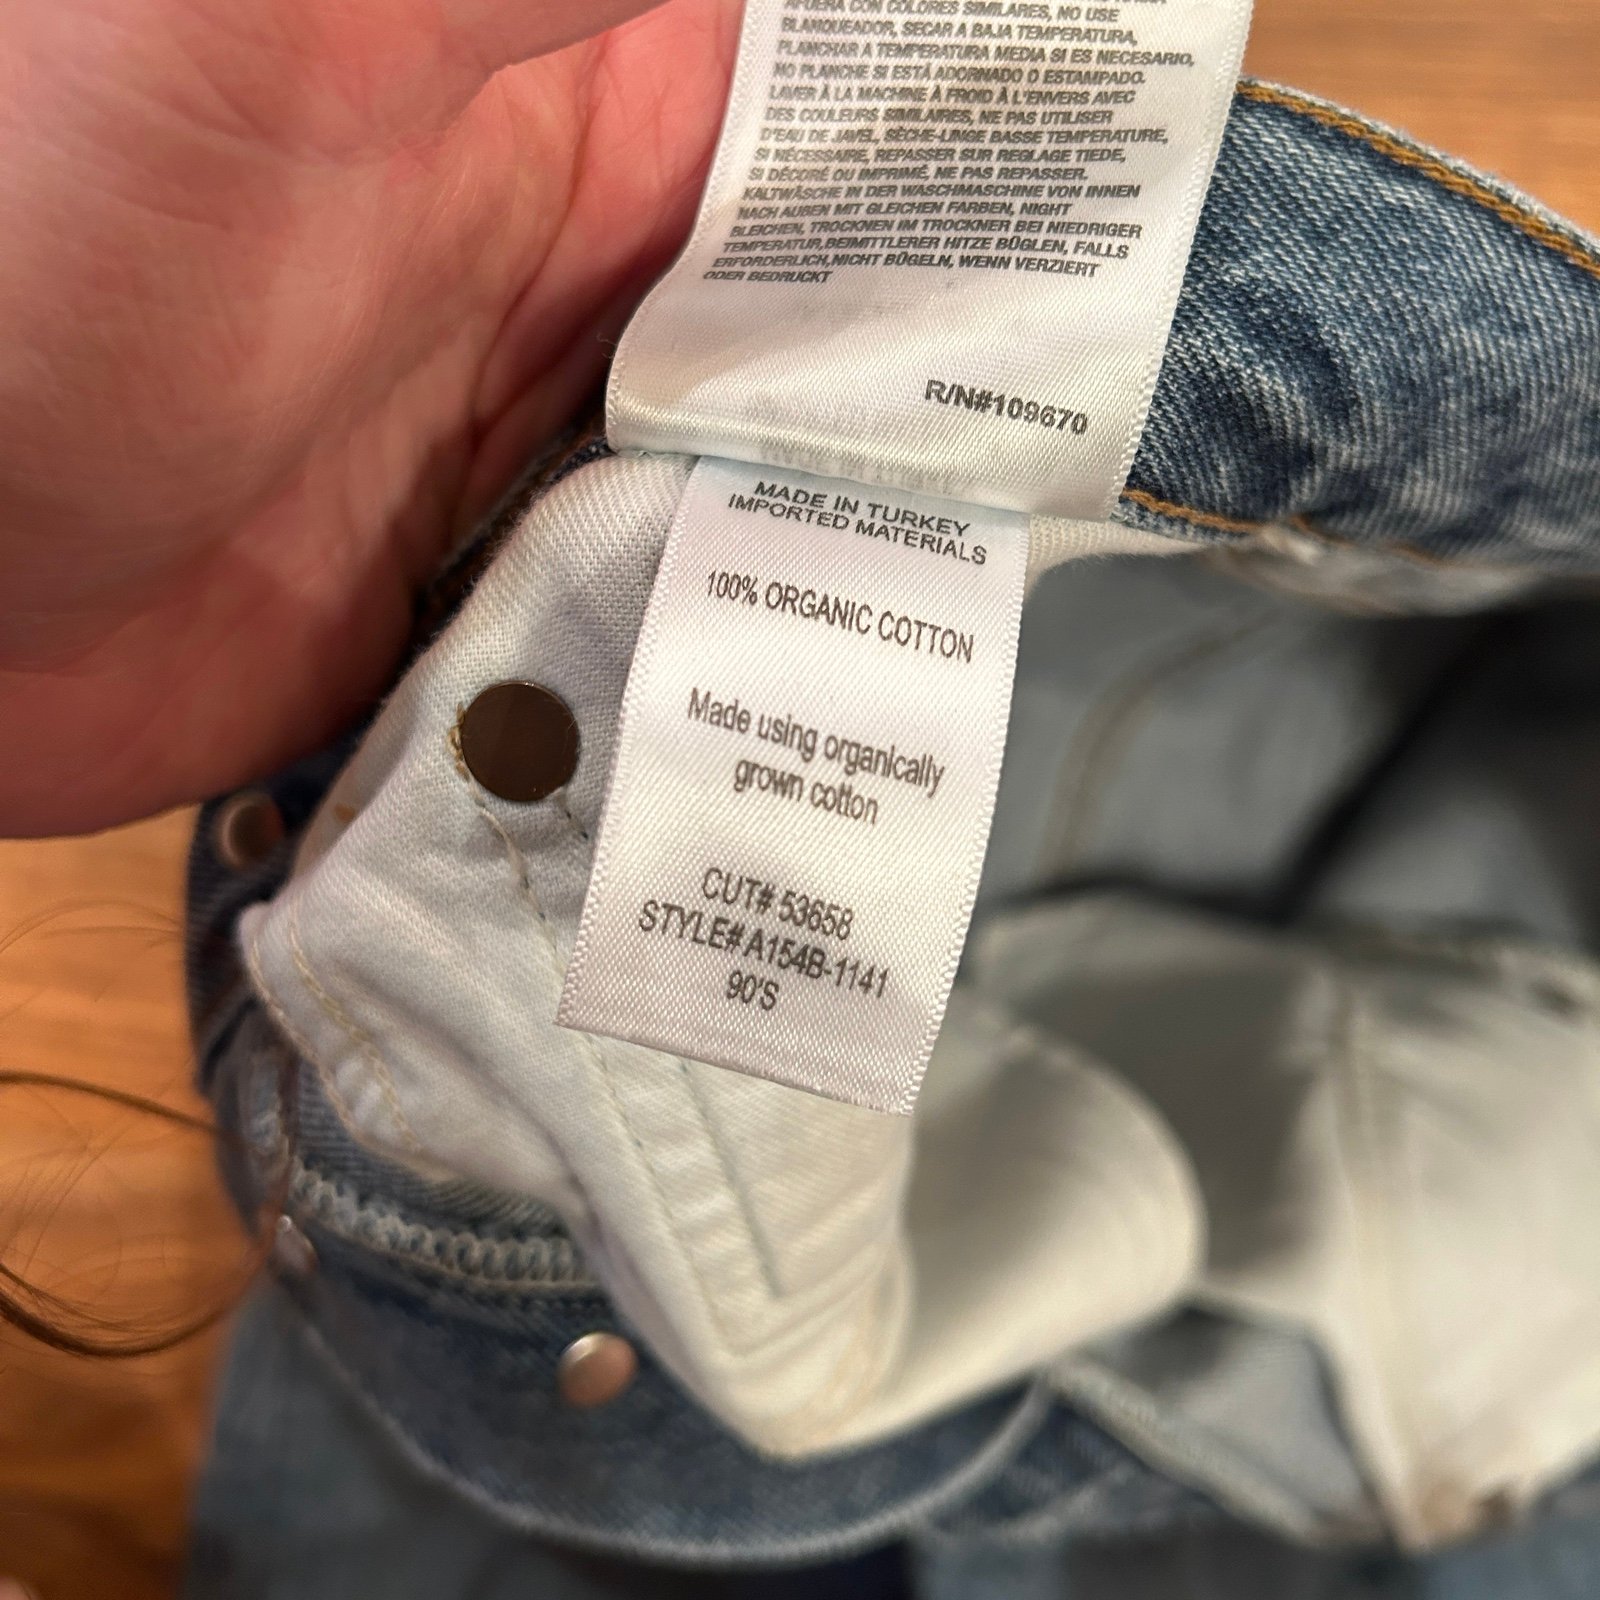 AFUERA CON COLORES SIMILARES, NO USE
BLANQUEADOR, SECAR A BAJA TEMPERATURA,
PLANCHAR A TEMPERATURA MEDIA SI ES NECESARIO,
NO PLANCHE SI ESTÁ ADORNADO O ESTAMPADO.
LAVER À LA MACHINE À FROID À L'ENVERS AVEC
DES COULEURS SIMILAIRES, NE PAS UTILISER
D'EAU DE JAVEL, SÈCHE-LINGE BASSE TEMPERATURE,
SI NÉCESSAIRE, REPASSER SUR REGLAGE TIEDE,
SI DÉCORÉ OU IMPRIMÉ, NE PAS REPASSER.
KALTWÄSCHE IN DER WASCHMASCHINE VON INNEN
NACH AUßEN MIT GLEICHEN FARBEN, NIGHT
BLEICHEN, TROCKNEN IM TROCKNER BEI NIEDRIGER
TEMPERATUR,BEIMITTLERER HITZE BÜGLEN, FALLS
ERFORDERLICH,NICHT BÜGELN, WENN VERZIERT
ODER BEDRUCKT
R/N#109670
MADE IN TURKEY
IMPORTED MATERIALS
100% ORGANIC COTTON
Made using organically
grown cotton
CUT# 53658
STYLE# A154B-1141
90'S